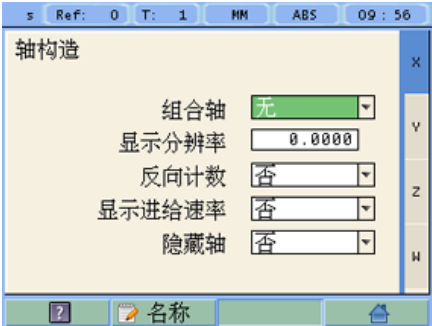 s Ref: 0 T: 1 MM ABS 09 : 56
轴构造
X
组合轴 无
显示分辨率 0.0000
Y
反向计数 否
Z
显示进给速率 否
隐藏轴 否
W
? 名称